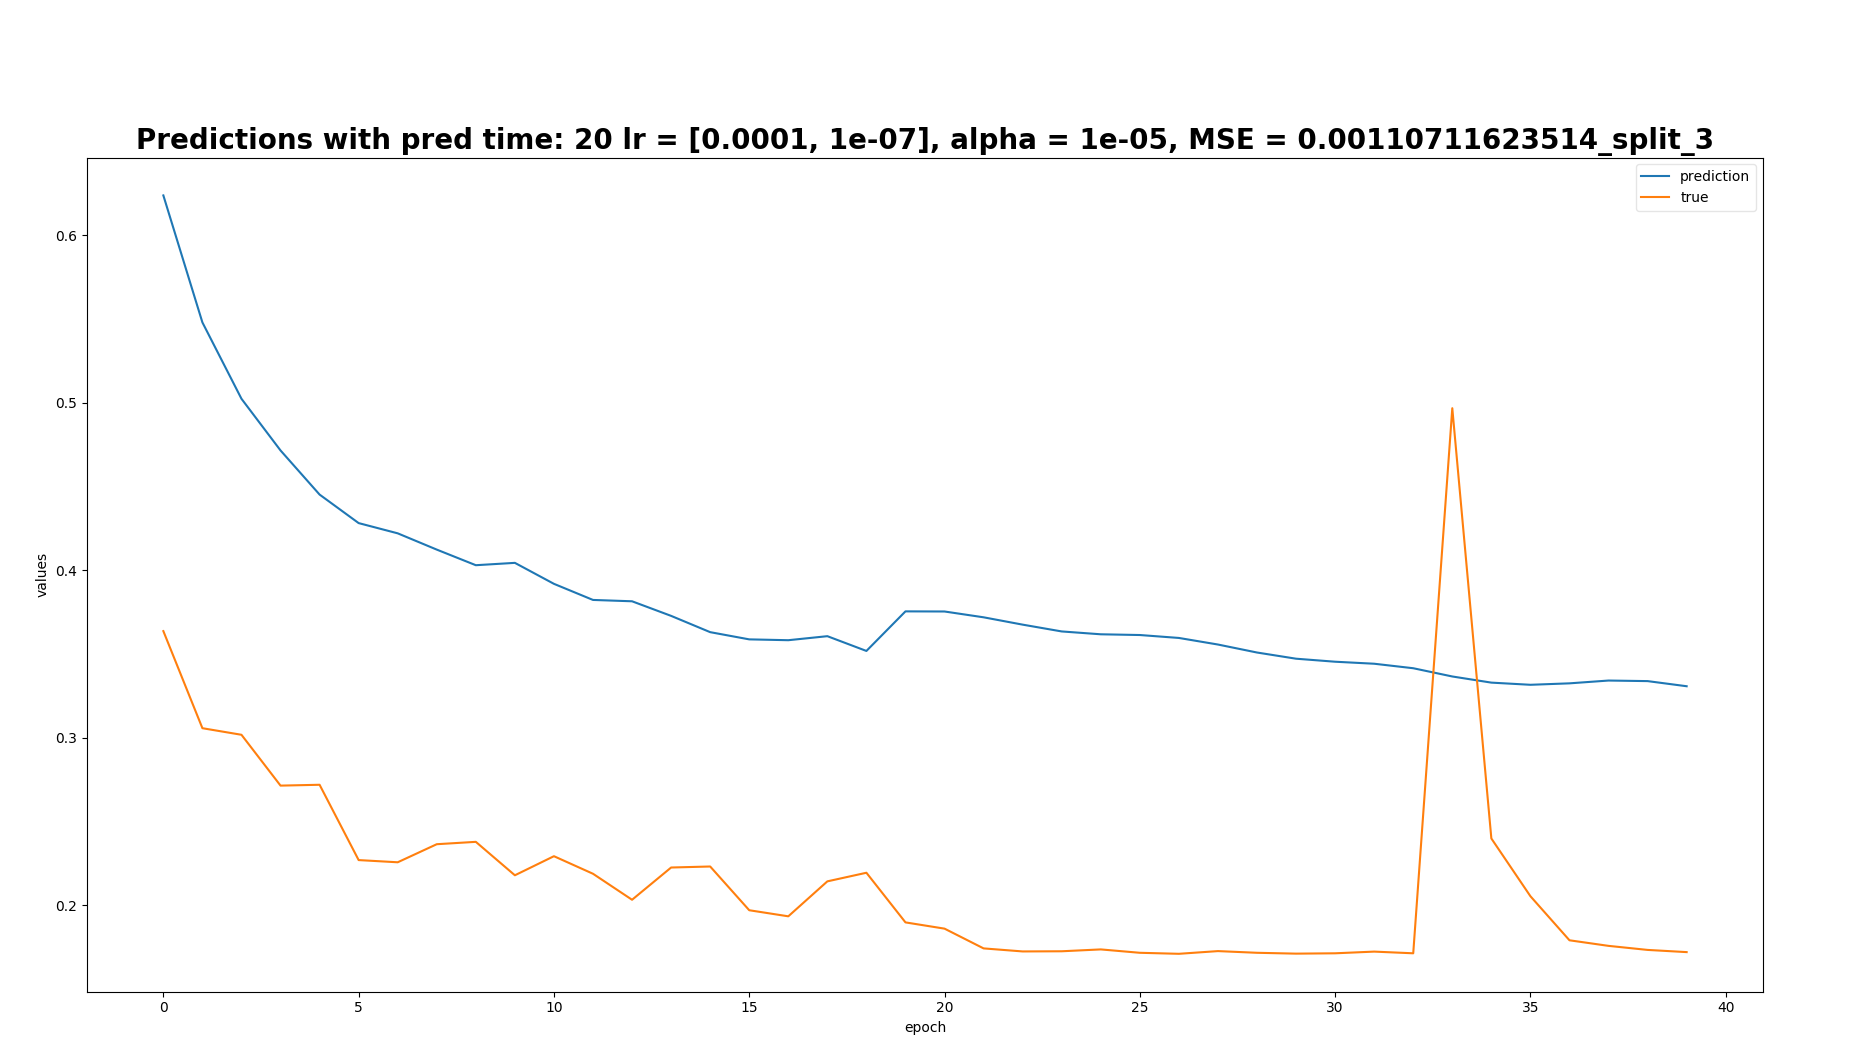 Predictions with pred time: 20 lr = [0.0001, 1e-07], alpha = 1e-05, MSE = 0.00110711623514_split_3
prediction
true
0.6
0.5
0.4
0.3
0.2
values
0 5 10 15 20 25 30 35 40
epoch